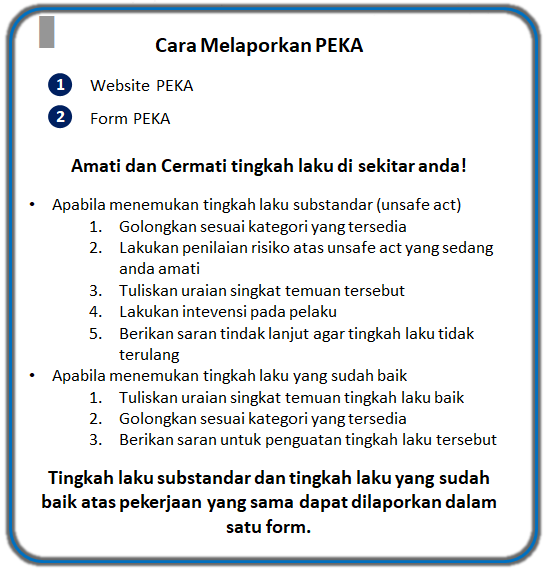 Cara Melaporkan PEKA
1 Website PEKA
2 Form PEKA
Amati dan Cermati tingkah laku di sekitar anda!
• Apabila menemukan tingkah laku substandar (unsafe act)
1. Golongkan sesuai kategori yang tersedia
2. Lakukan penilaian risiko atas unsafe act yang sedang
anda amati
3. Tuliskan uraian singkat temuan tersebut
4. Lakukan intevensi pada pelaku
5. Berikan saran tindak lanjut agar tingkah laku tidak
terulang
• Apabila menemukan tingkah laku yang sudah baik
1. Tuliskan uraian singkat temuan tingkah laku baik
2. Golongkan sesuai kategori yang tersedia
3. Berikan saran untuk penguatan tingkah laku tersebut
Tingkah laku substandar dan tingkah laku yang sudah
baik atas pekerjaan yang sama dapat dilaporkan dalam
satu form.